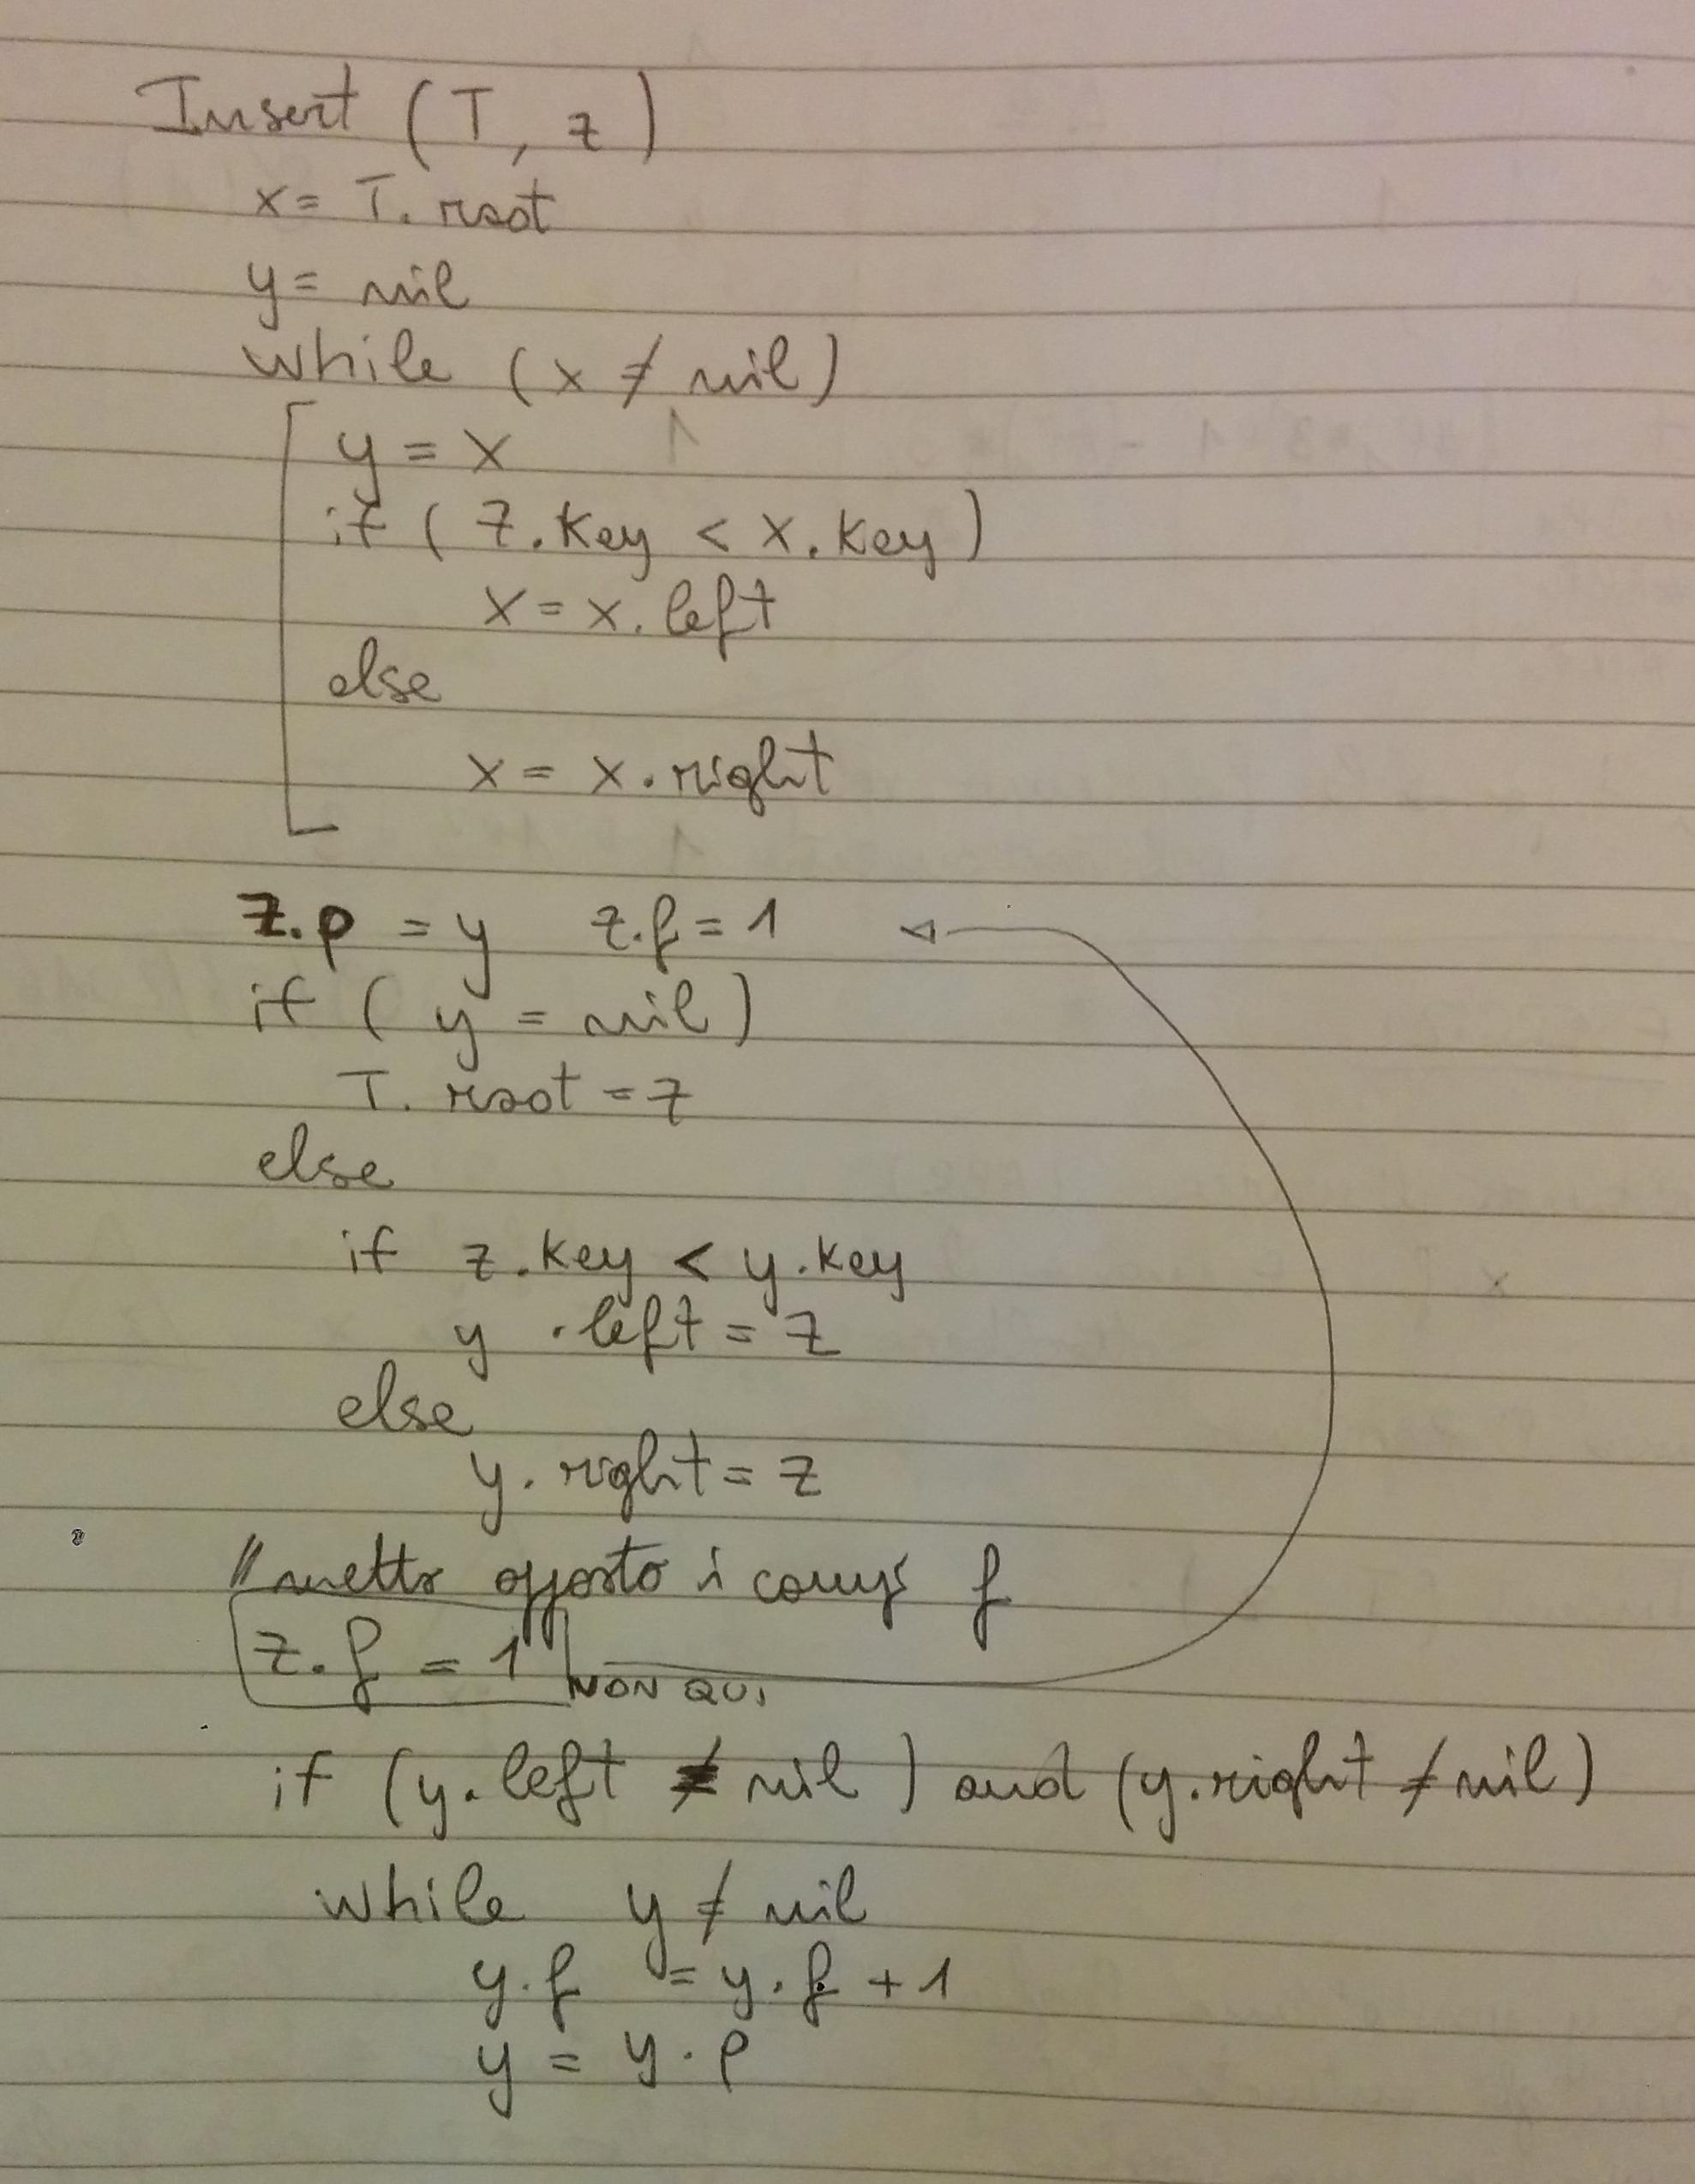 Insert (T, z)
x = T. root
y = nil
while (x ≠ nil)
y = x
if ( z.key < x.key)
x = x.left
else
x = x.right
z.p = y z.f = 1
if ( y = nil)
T. root = z
else
if z.key < y.key
y .left = z
else
y.right = z
// metto a posto i campi f
z.f = 1 NON QUI
if (y.left ≠ nil) and (y.right ≠ nil)
while y ≠ nil
y.f = y.f + 1
y = y.p